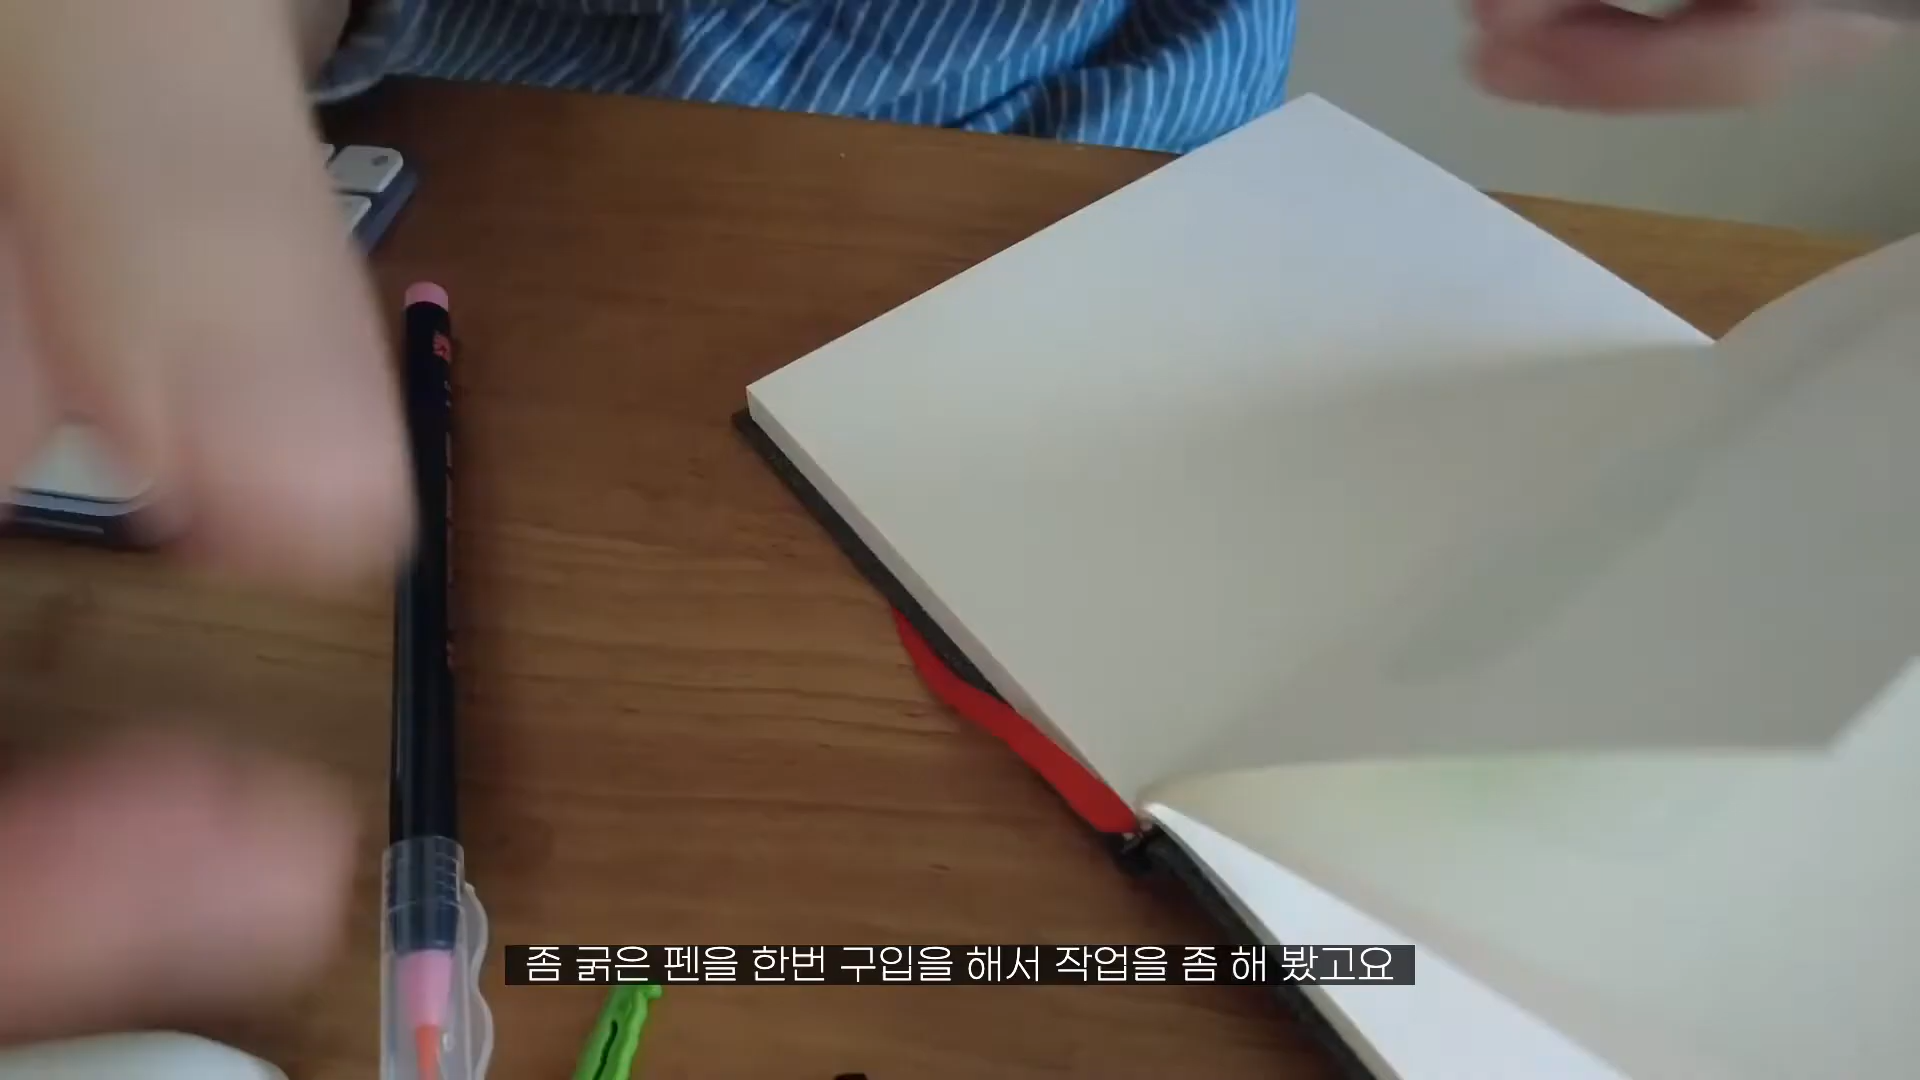 좀 굵은 펜을 한번 구입을 해서 작업을 좀 해 봤고요